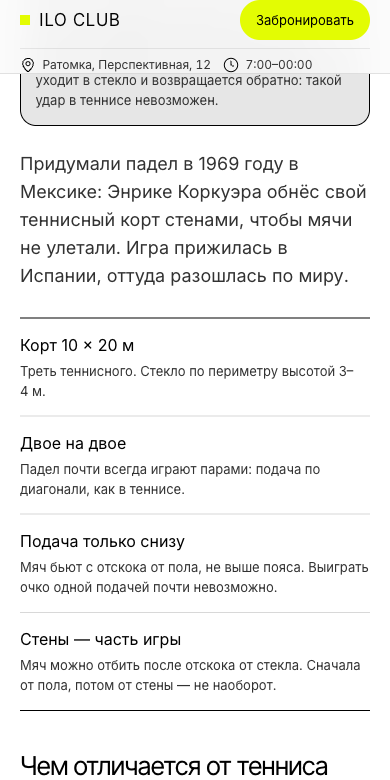 ILO CLUB
Забронировать
Ратомка, Перспективная, 12 7:00–00:00
уходит в стекло и возвращается обратно: такой
удар в теннисе невозможен.
Придумали падел в 1969 году в
Мексике: Энрике Коркуэра обнёс свой
теннисный корт стенами, чтобы мячи
не улетали. Игра прижилась в
Испании, оттуда разошлась по миру.
Корт 10 × 20 м
Треть теннисного. Стекло по периметру высотой 3–
4 м.
Двое на двое
Падел почти всегда играют парами: подача по
диагонали, как в теннисе.
Подача только снизу
Мяч бьют с отскока от пола, не выше пояса. Выиграть
очко одной подачей почти невозможно.
Стены — часть игры
Мяч можно отбить после отскока от стекла. Сначала
от пола, потом от стены — не наоборот.
Чем отличается от тенниса